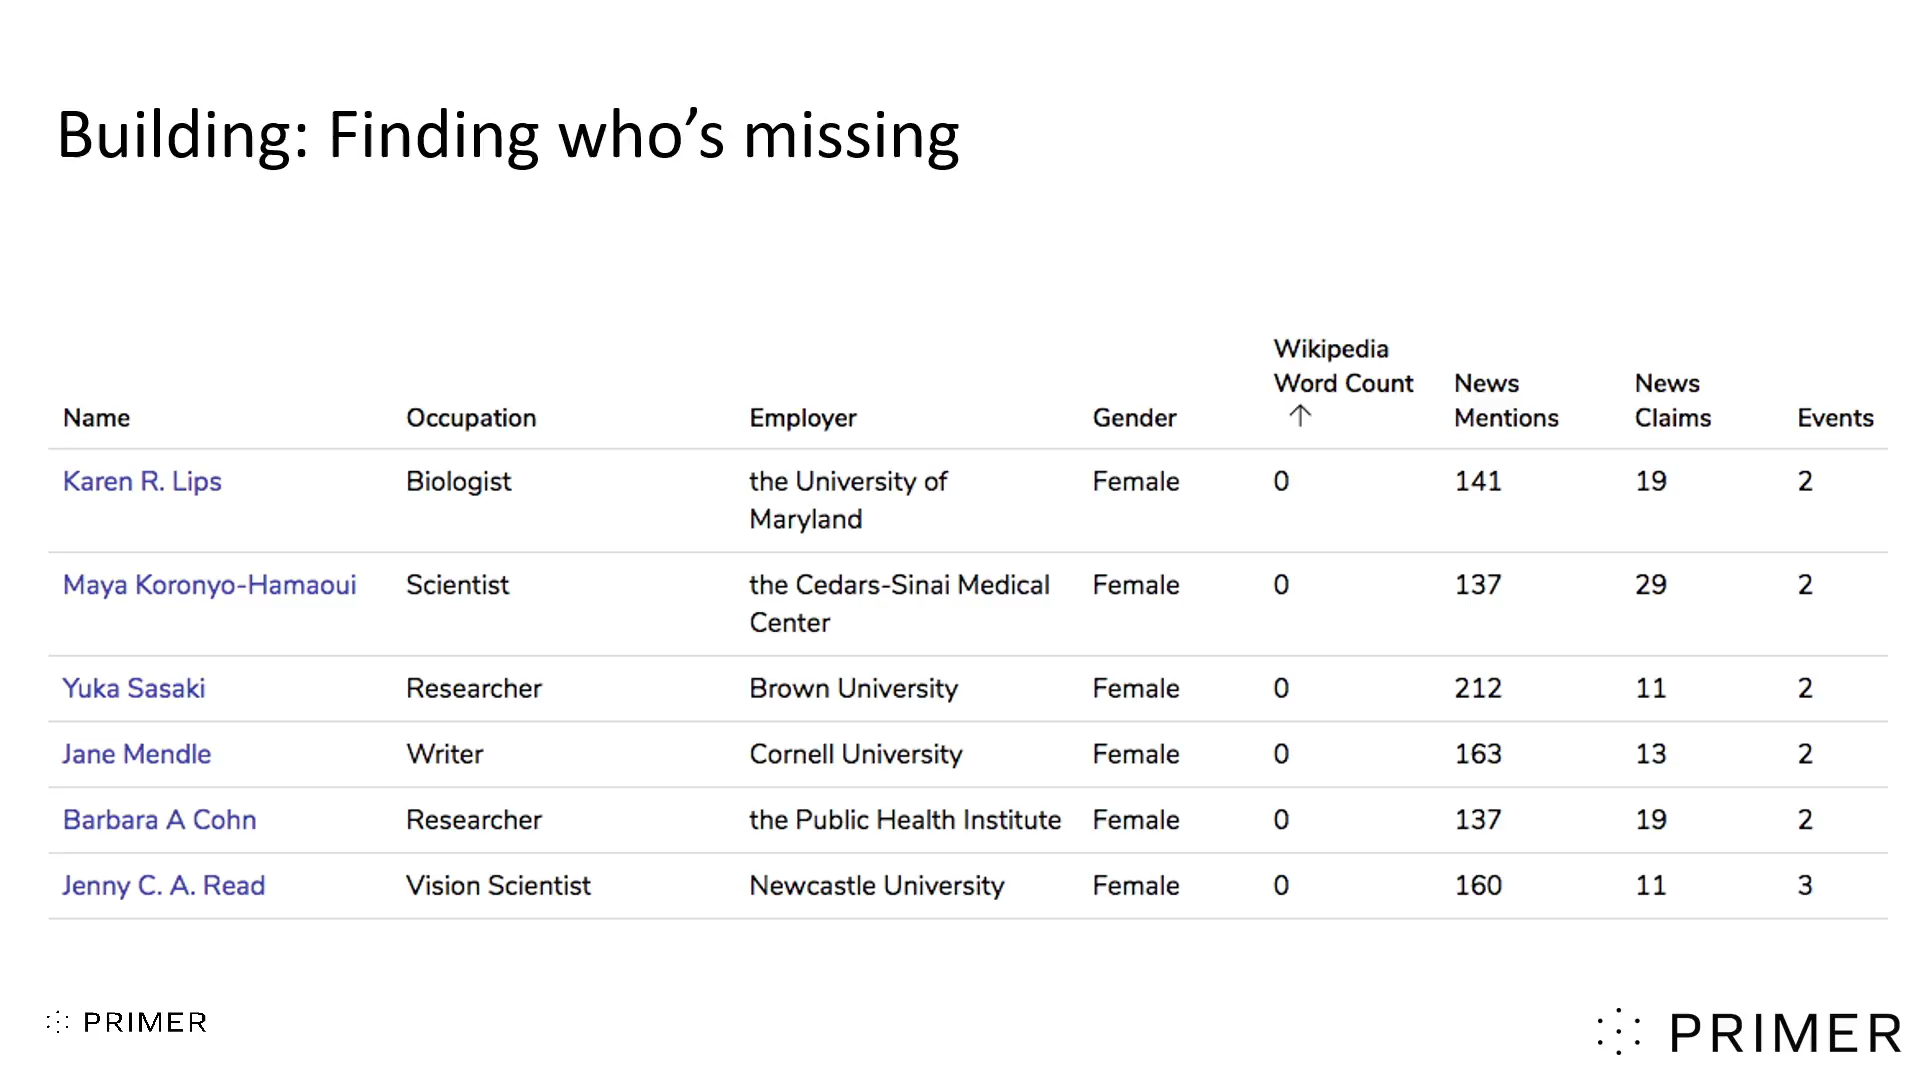 Building: Finding who’s missing
Name Occupation Employer Gender Wikipedia Word Count ↑ News Mentions News Claims Events
Karen R. Lips Biologist the University of Maryland Female 0 141 19 2
Maya Koronyo-Hamaoui Scientist the Cedars-Sinai Medical Center Female 0 137 29 2
Yuka Sasaki Researcher Brown University Female 0 212 11 2
Jane Mendle Writer Cornell University Female 0 163 13 2
Barbara A Cohn Researcher the Public Health Institute Female 0 137 19 2
Jenny C. A. Read Vision Scientist Newcastle University Female 0 160 11 3
PRIMER
PRIMER